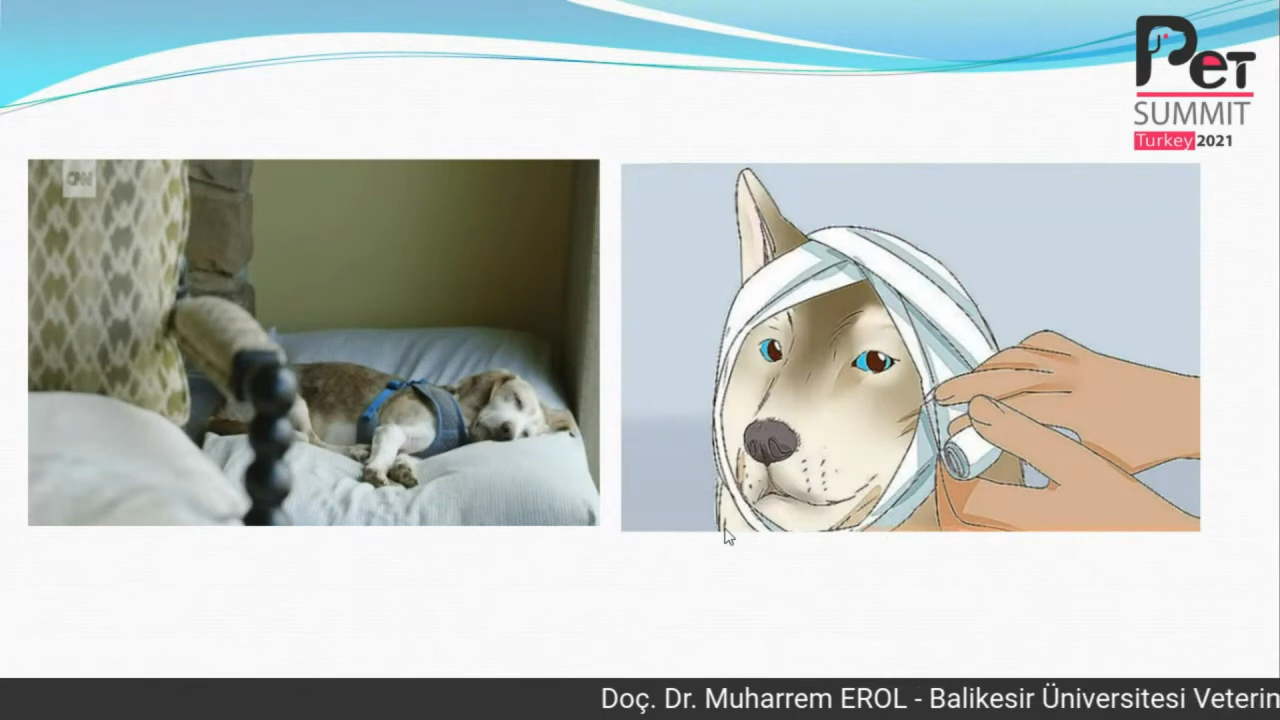 CNN
PET
SUMMIT
Turkey 2021
Doç. Dr. Muharrem EROL - Balikesir Üniversitesi Veterin